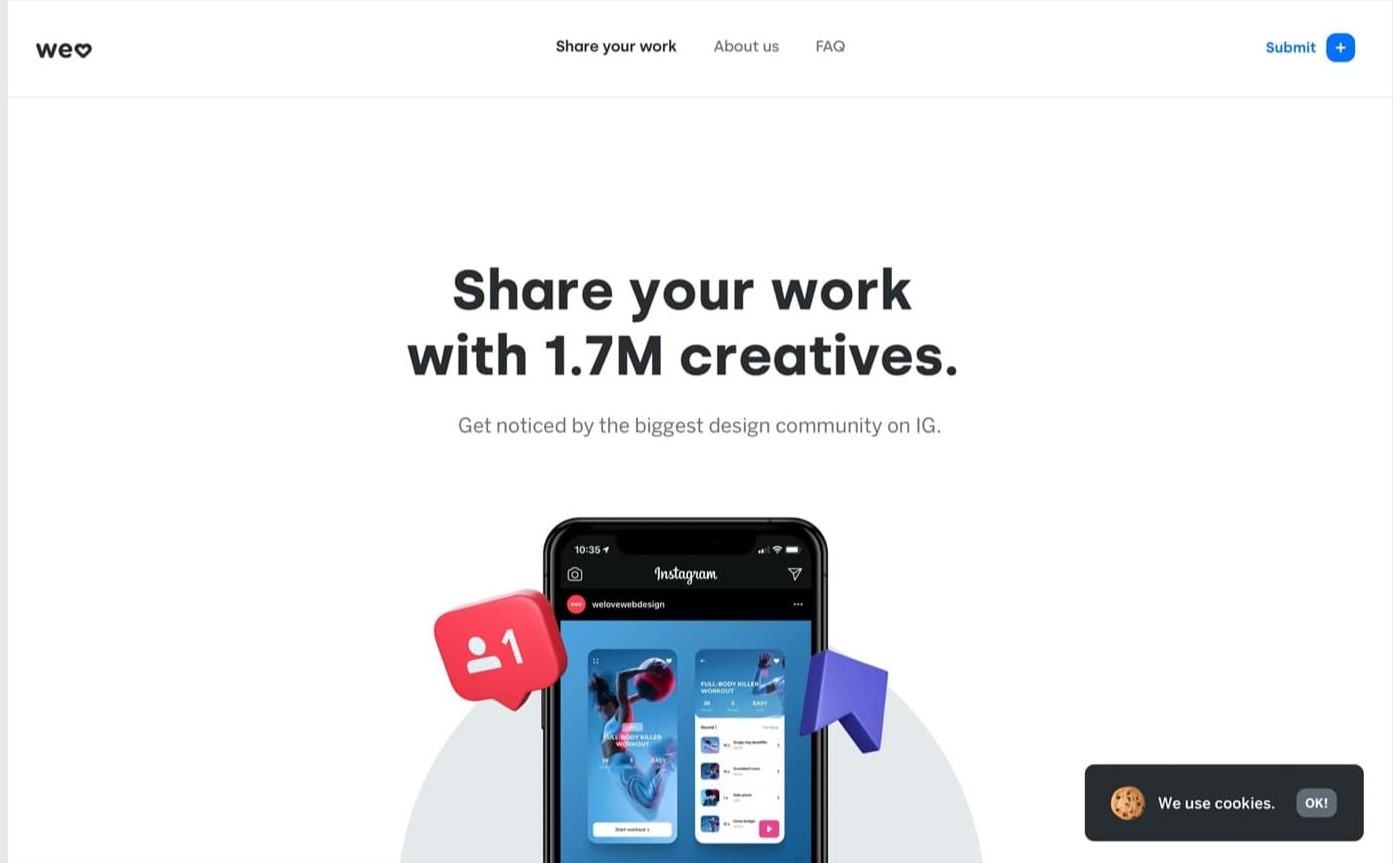 we
Share your work
About us
FAQ
Submit +
Share your work
with 1.7M creatives.
Get noticed by the biggest design community on IG.
10:35
Instagram
welovewebdesign
1
FULL-BODY KILLER
WORKOUT
Start workout
FULL-BODY KILLER
WORKOUT
EASY
Round 1
We use cookies.
OK!